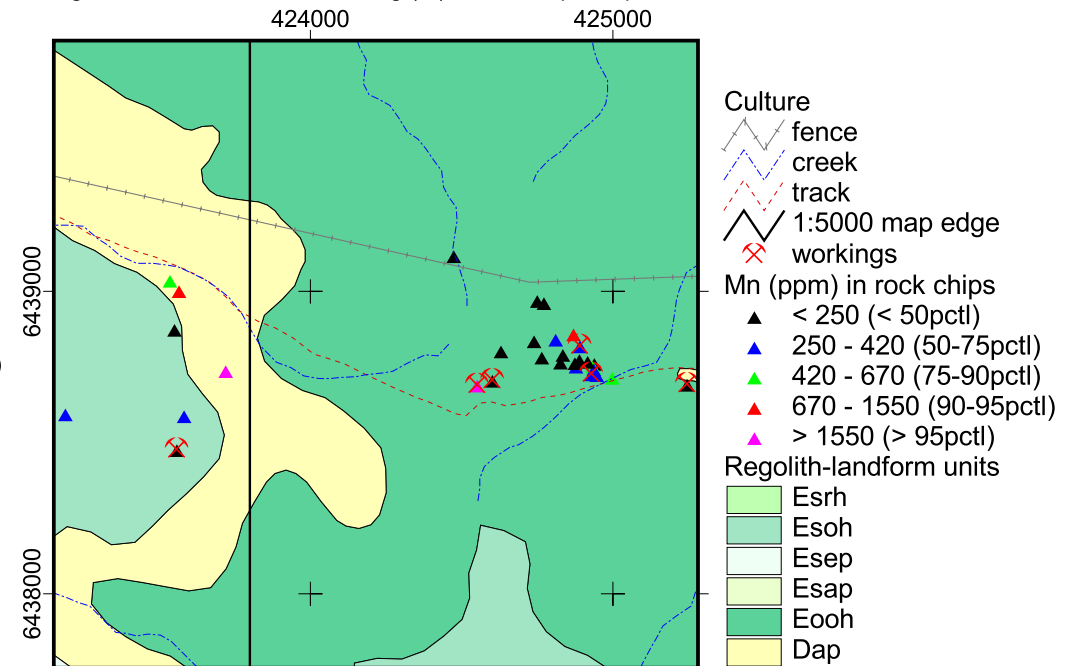 424000
425000
6439000
6438000
Culture
fence
creek
track
1:5000 map edge
workings
Mn (ppm) in rock chips
< 250 (< 50pctl)
250 - 420 (50-75pctl)
420 - 670 (75-90pctl)
670 - 1550 (90-95pctl)
> 1550 (> 95pctl)
Regolith-landform units
Esrh
Esoh
Esep
Esap
Eooh
Dap